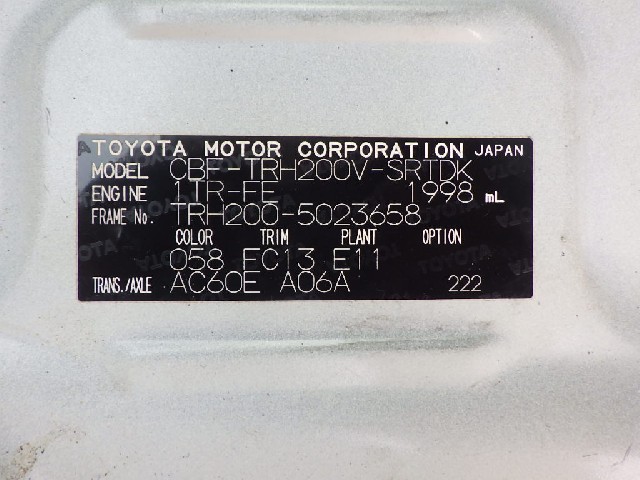 TOYOTA MOTOR CORPORATION JAPAN
MODEL CBF-TRH200V-SRTDK
ENGINE 1TR-FE 1998 mL
FRAME No. TRH200-5023658
COLOR TRIM PLANT OPTION
058 FC13 E11
TRANS./AXLE AC60E A06A 222